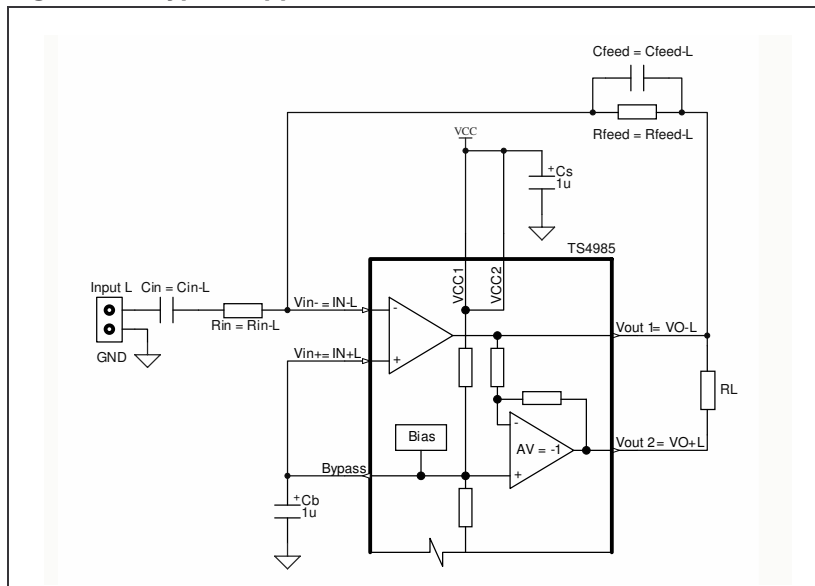 Cfeed = Cfeed-L
Rfeed = Rfeed-L
VCC
+Cs
1u
TS4985
VCC1
VCC2
Input L
Cin = Cin-L
Rin = Rin-L
GND
Vin- = IN-L
-
Vin+= IN+L
+
Vout 1= VO-L
RL
Bias
-
AV = -1
+
Vout 2= VO+L
Bypass
+Cb
1u